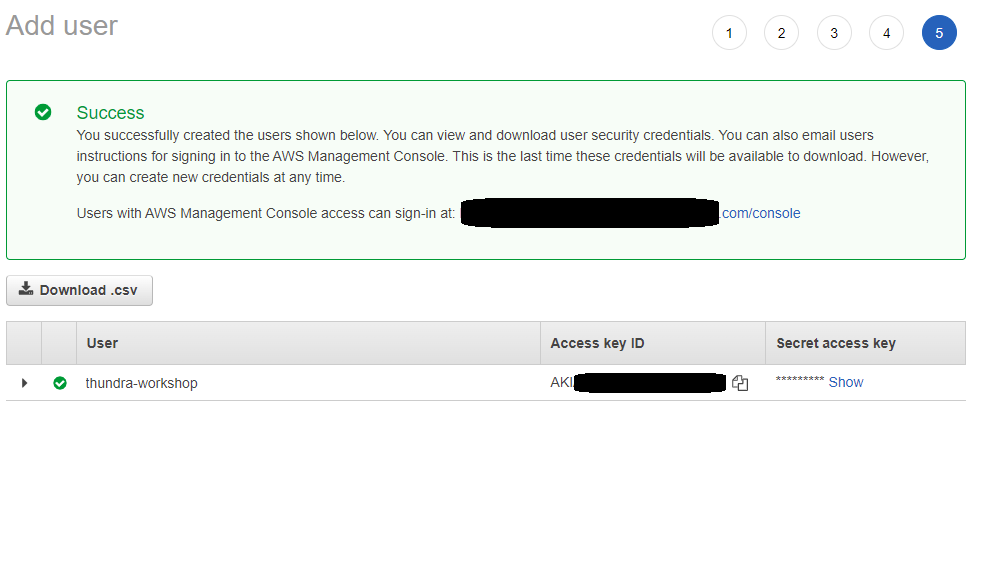 Add user
1 2 3 4 5
Success
You successfully created the users shown below. You can view and download user security credentials. You can also email users
instructions for signing in to the AWS Management Console. This is the last time these credentials will be available to download. However,
you can create new credentials at any time.
Users with AWS Management Console access can sign-in at: .com/console
Download .csv
User Access key ID Secret access key
thundra-workshop AKI ********* Show